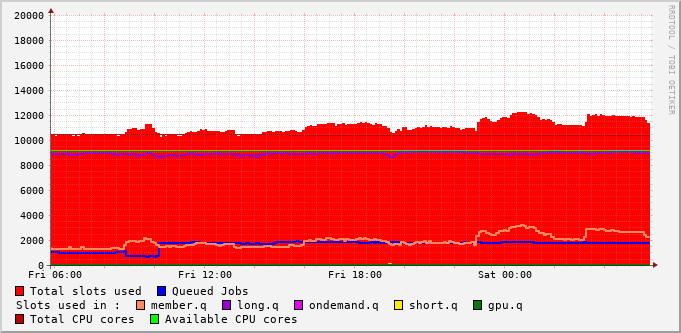 RRDTOOL / TOBI OETIKER
20000
18000
16000
14000
12000
10000
8000
6000
4000
2000
0
Fri 06:00 Fri 12:00 Fri 18:00 Sat 00:00
Total slots used Queued Jobs
Slots used in : member.q long.q ondemand.q short.q gpu.q
Total CPU cores Available CPU cores